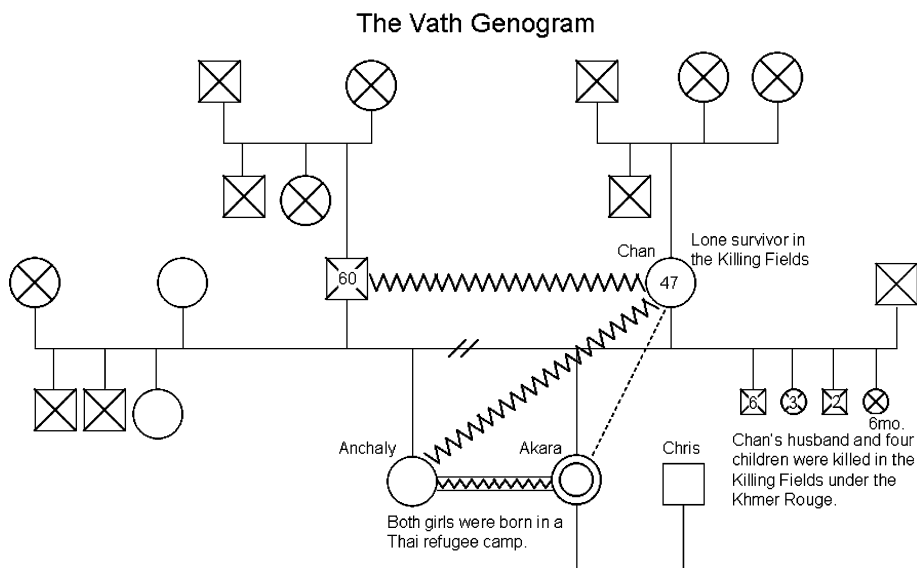 The Vath Genogram
Chan
Lone survivor in
the Killing Fields
60
47
6
3
2
6mo.
Anchaly
Akara
Chris
Chan's husband and four
children were killed in the
Killing Fields under the
Khmer Rouge.
Both girls were born in a
Thai refugee camp.